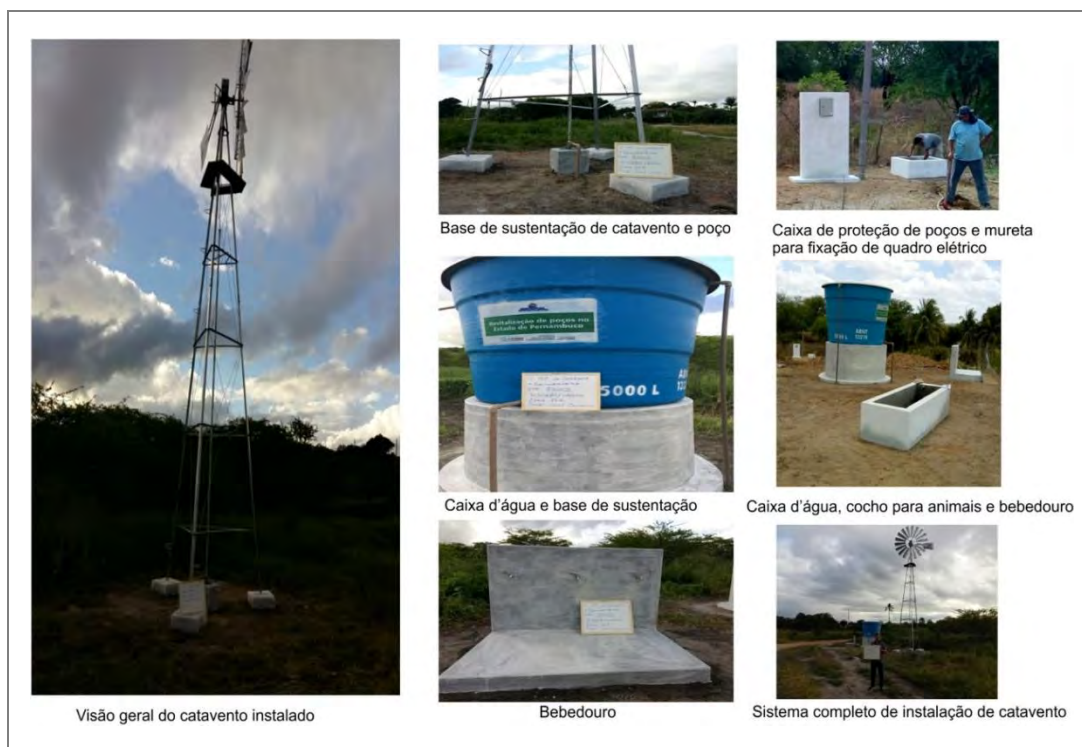 Visão geral do catavento instalado
Base de sustentação de catavento e poço
Caixa de proteção de poços e mureta
para fixação de quadro elétrico
Revitalização de poços no
Estado de Pernambuco
5000 L
Caixa d'água e base de sustentação
Caixa d'água, cocho para animais e bebedouro
Bebedouro
Sistema completo de instalação de catavento